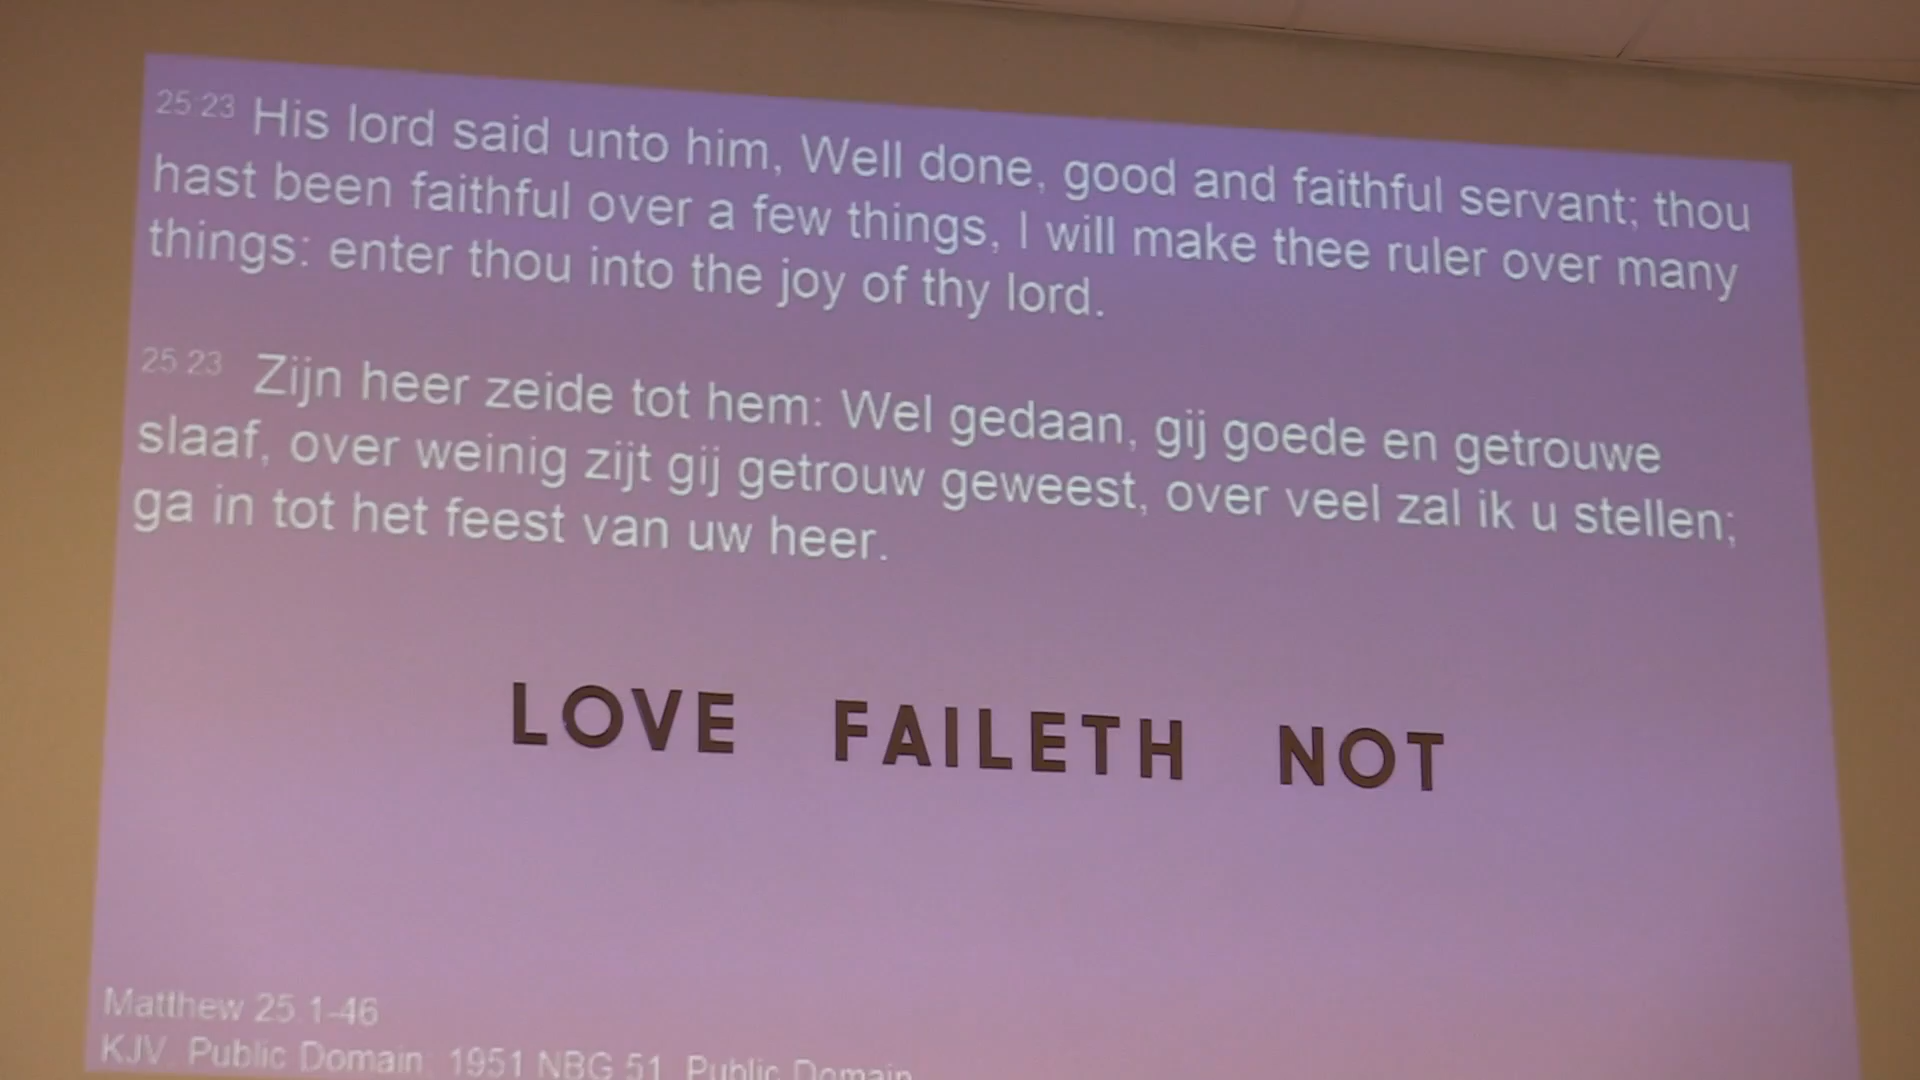 25:23 His lord said unto him, Well done, good and faithful servant; thou
hast been faithful over a few things, I will make thee ruler over many
things: enter thou into the joy of thy lord.
25:23 Zijn heer zeide tot hem: Wel gedaan, gij goede en getrouwe
slaaf, over weinig zijt gij getrouw geweest, over veel zal ik u stellen;
ga in tot het feest van uw heer.
LOVE FAILETH NOT
Matthew 25.1-46
KJV. Public Domain. 1951 NBG 51. Public Domain